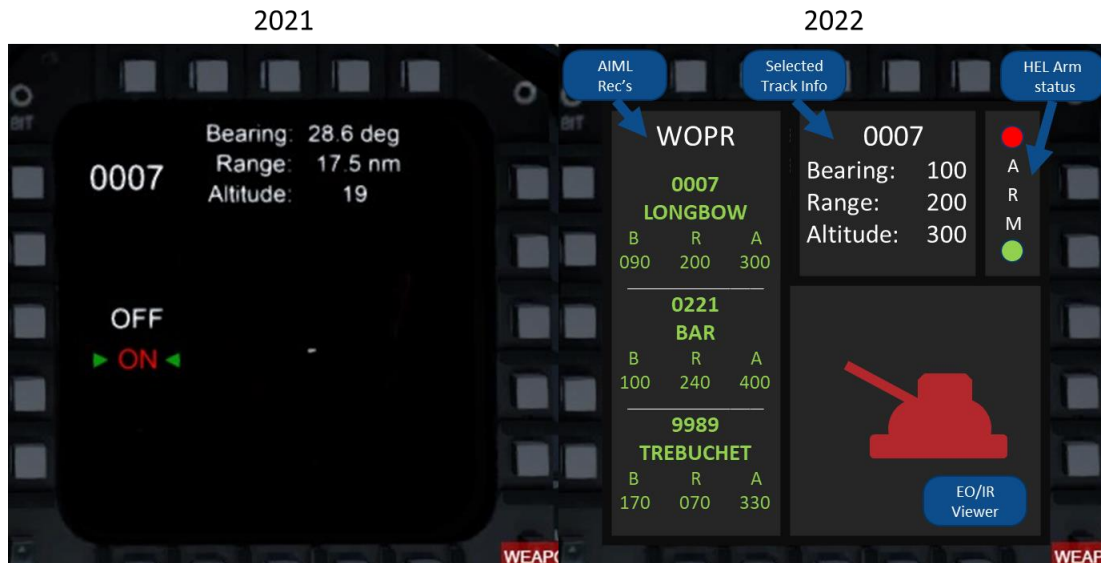 2021
BIT
0007
Bearing: 28.6 deg
Range: 17.5 nm
Altitude: 19
OFF
ON
2022
AIML
Rec's
Selected
Track Info
HEL Arm
status
WOPR
0007
LONGBOW
B R A
090 200 300
0221
BAR
B R A
100 240 400
9989
TREBUCHET
B R A
170 070 330
0007
Bearing: 100
Range: 200
Altitude: 300
A
R
M
EO/IR
Viewer
WEAP
WEAP